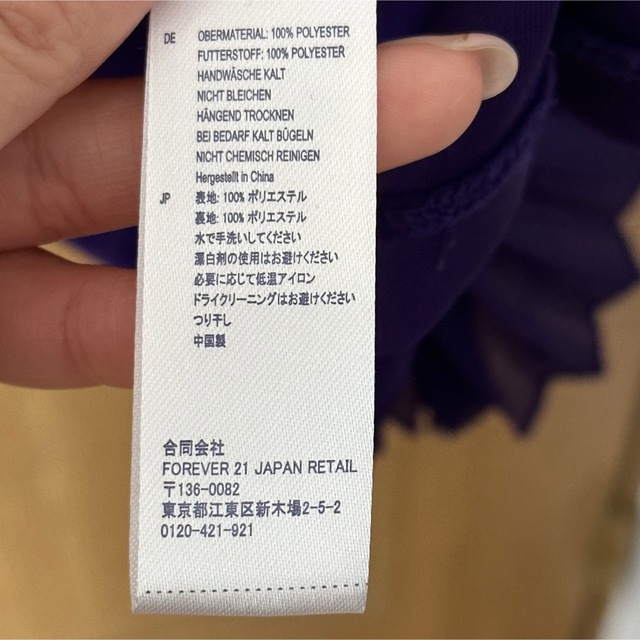 DE OBERMATERIAL: 100% POLYESTER
FUTTERSTOFF: 100% POLYESTER
HANDWÄSCHE KALT
NICHT BLEICHEN
HÄNGEND TROCKNEN
BEI BEDARF KALT BÜGELN
NICHT CHEMISCH REINIGEN
Hergestellt in China
JP 表地: 100% ポリエステル
裏地: 100% ポリエステル
水で手洗いしてください
漂白剤の使用はお避けください
必要に応じて低温アイロン
ドライクリーニングはお避けください
つり干し
中国製
合同会社
FOREVER 21 JAPAN RETAIL
〒136-0082
東京都江東区新木場2-5-2
0120-421-921